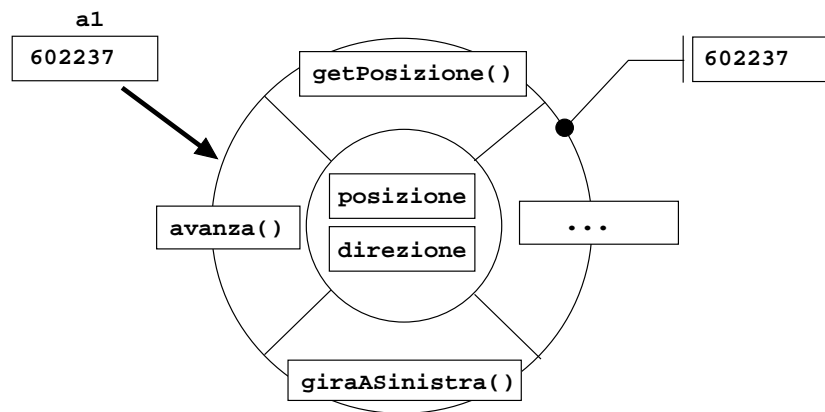 a1
602237
getPosizione()
602237
posizione
avanza()
...
direzione
giraASinistra()